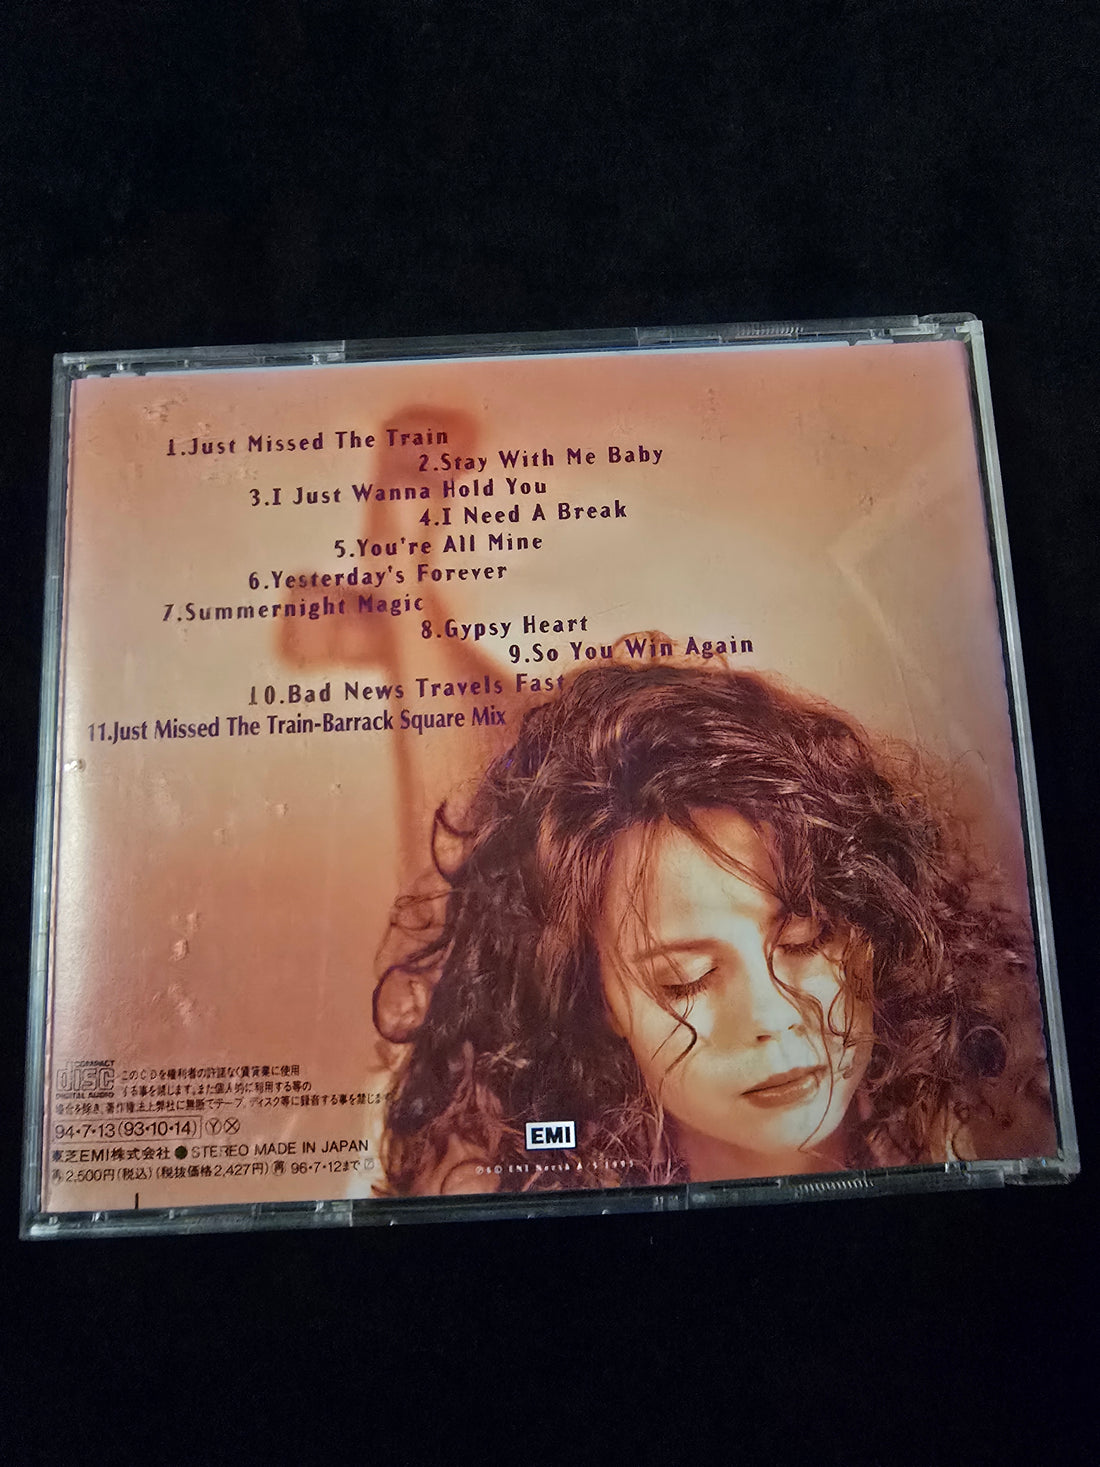 1.Just Missed The Train
2.Stay With Me Baby
3.I Just Wanna Hold You
4.I Need A Break
5.You're All Mine
6.Yesterday's Forever
7.Summernight Magic
8.Gypsy Heart
9.So You Win Again
10.Bad News Travels Fast
11.Just Missed The Train-Barrack Square Mix
COMPACT
disc
DIGITAL AUDIO
このCDを権利者の許諾なく賃貸業に使用
する事を禁じます。また個人的に利用する等の
場合を除き、著作権法上弊社に無断でテープ、ディスク等に録音する事を禁じます
94・7・13(93・10・14) Ⓨ Ⓧ
東芝EMI株式会社 ● STEREO MADE IN JAPAN
2,500円(税込)(税抜価格2,427円) 96・7・12まで
EMI
℗&© EMI Norsk A/S 1993